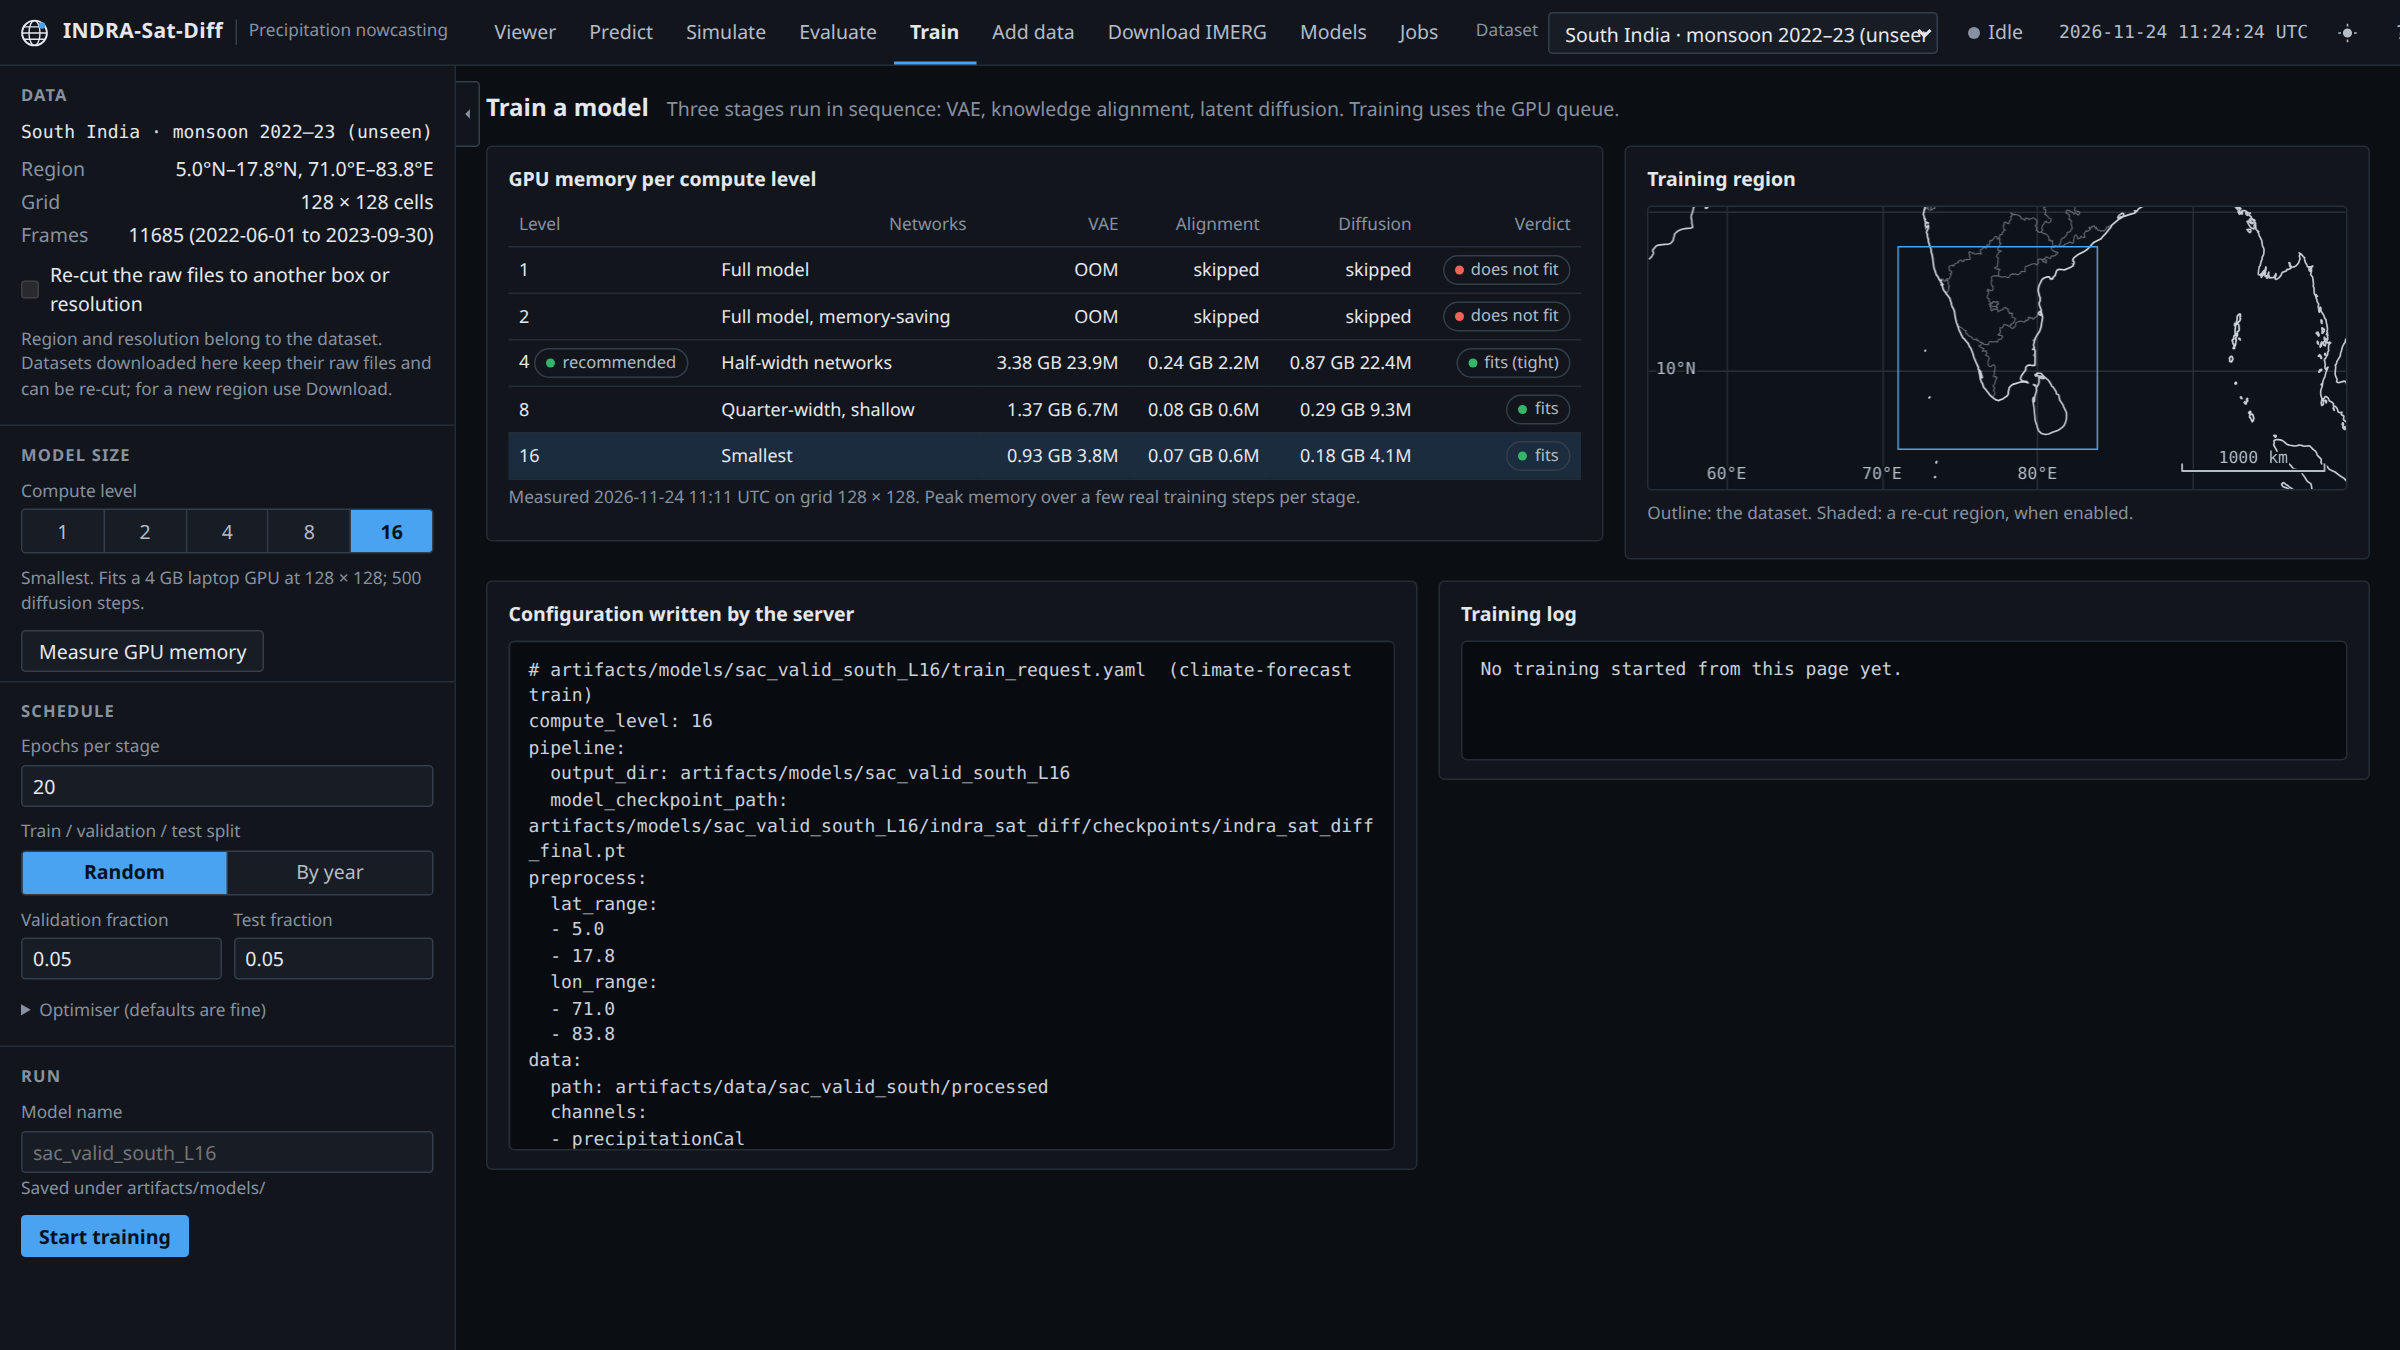 INDRA-Sat-Diff
Precipitation nowcasting
Viewer
Predict
Simulate
Evaluate
Train
Add data
Download IMERG
Models
Jobs
Dataset
South India · monsoon 2022–23 (unseen
Idle
2026-11-24 11:24:24 UTC
DATA
South India · monsoon 2022–23 (unseen)
Region 5.0°N–17.8°N, 71.0°E–83.8°E
Grid 128 × 128 cells
Frames 11685 (2022-06-01 to 2023-09-30)
Re-cut the raw files to another box or
resolution
Region and resolution belong to the dataset.
Datasets downloaded here keep their raw files and
can be re-cut; for a new region use Download.
MODEL SIZE
Compute level
1 2 4 8 16
Smallest. Fits a 4 GB laptop GPU at 128 × 128; 500
diffusion steps.
Measure GPU memory
SCHEDULE
Epochs per stage
20
Train / validation / test split
Random By year
Validation fraction Test fraction
0.05 0.05
Optimiser (defaults are fine)
RUN
Model name
sac_valid_south_L16
Saved under artifacts/models/
Start training
Train a model Three stages run in sequence: VAE, knowledge alignment, latent diffusion. Training uses the GPU queue.
GPU memory per compute level
Level Networks VAE Alignment Diffusion Verdict
1 Full model OOM skipped skipped does not fit
2 Full model, memory-saving OOM skipped skipped does not fit
4 recommended Half-width networks 3.38 GB 23.9M 0.24 GB 2.2M 0.87 GB 22.4M fits (tight)
8 Quarter-width, shallow 1.37 GB 6.7M 0.08 GB 0.6M 0.29 GB 9.3M fits
16 Smallest 0.93 GB 3.8M 0.07 GB 0.6M 0.18 GB 4.1M fits
Measured 2026-11-24 11:11 UTC on grid 128 × 128. Peak memory over a few real training steps per stage.
Training region
10°N
1000 km
60°E 70°E 80°E
Outline: the dataset. Shaded: a re-cut region, when enabled.
Configuration written by the server
# artifacts/models/sac_valid_south_L16/train_request.yaml (climate-forecast
train)
compute_level: 16
pipeline:
output_dir: artifacts/models/sac_valid_south_L16
model_checkpoint_path:
artifacts/models/sac_valid_south_L16/indra_sat_diff/checkpoints/indra_sat_diff
_final.pt
preprocess:
lat_range:
- 5.0
- 17.8
lon_range:
- 71.0
- 83.8
data:
path: artifacts/data/sac_valid_south/processed
channels:
- precipitationCal
Training log
No training started from this page yet.